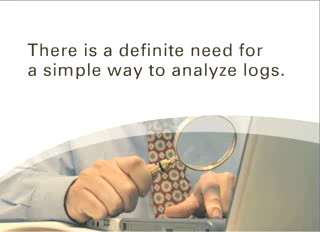 There is a definite need for
a simple way to analyze logs.